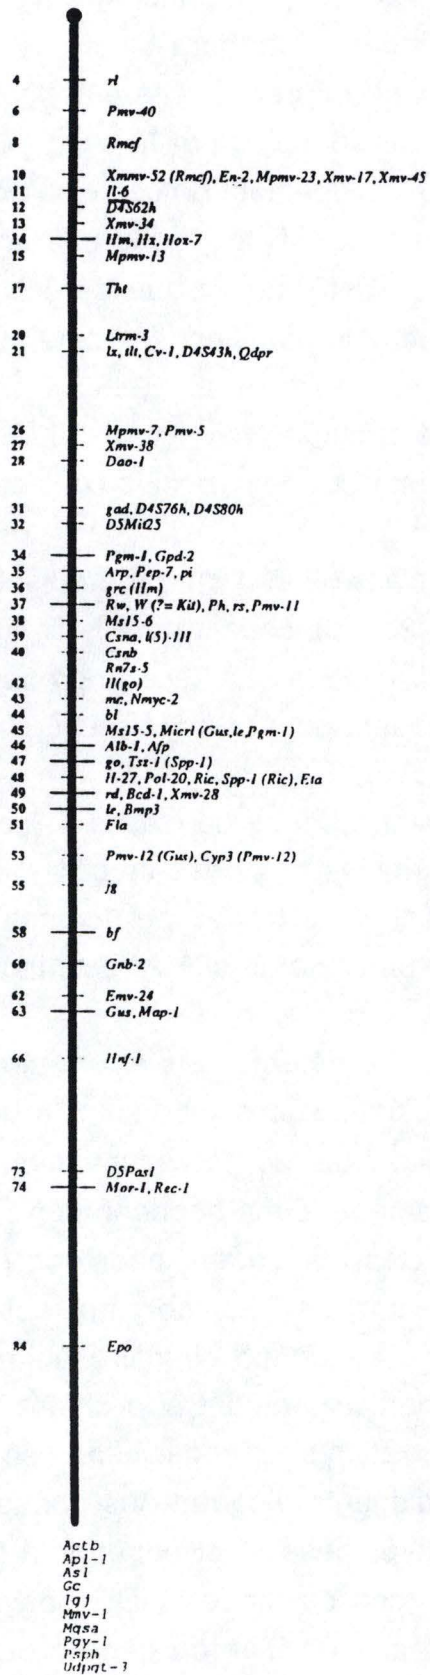 4 rl
6 Pmv-40
8 Rmcf
10 Xmmv-52 (Rmcf), En-2, Mpmv-23, Xmv-17, Xmv-45
11 Il-6
12 D4S62h
13 Xmv-34
14 Hm, Hx, Hox-7
15 Mpmv-13
17 Tht
20 Ltrm-3
21 lx, tlt, Cv-1, D4S43h, Qdpr
26 Mpmv-7, Pmv-5
27 Xmv-38
28 Dao-1
31 gad, D4S76h, D4S80h
32 D5Mit25
34 Pgm-1, Gpd-2
35 Arp, Pep-7, pi
36 grc (Hm)
37 Rw, W (?= Kit), Ph, rs, Pmv-11
38 Ms15-6
39 Csna, l(5)-1H
40 Csnb
Rn7s-5
42 Il(go)
43 mc, Nmyc-2
44 bl
45 Ms15-5, Micrl (Gus,le,Pgm-1)
46 Alb-1, Afp
47 go, Tsx-1 (Spp-1)
48 Il-27, Pol-20, Ric, Spp-1 (Ric), Eta
49 rd, Bcd-1, Xmv-28
50 le, Bmp3
51 Fla
53 Pmv-12 (Gus), Cyp3 (Pmv-12)
55 jg
58 bf
60 Gnb-2
62 Emv-24
63 Gus, Map-1
66 Hnf-1
73 D5Pas1
74 Mor-1, Rec-1
84 Epo
Actb
Apl-1
Asl
Gc
Igj
Mmv-1
Mqsa
Pgy-1
Psph
Udpgt-3